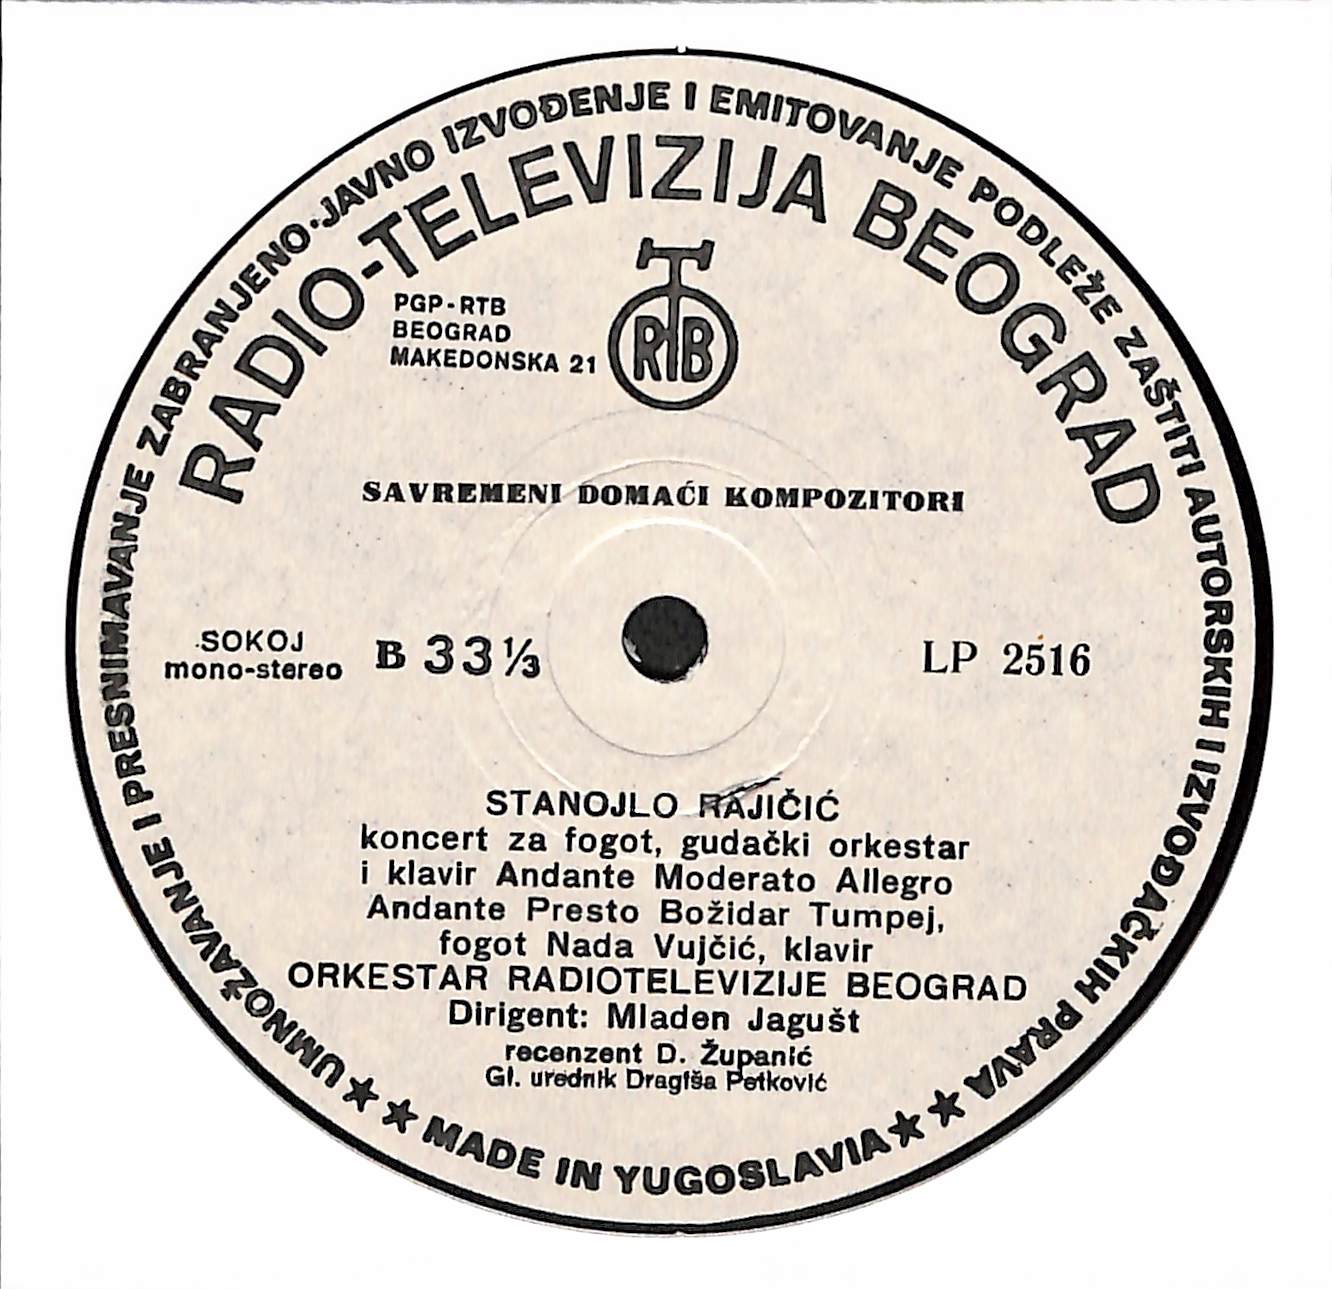 UMNOŽAVANJE I PRESNIMAVANJE ZABRANJENO·JAVNO IZVOĐENJE I EMITOVANJE PODLEŽE ZAŠTITI AUTORSKIH I IZVOĐAČKIH PRAVA
RADIO-TELEVIZIJA BEOGRAD
PGP-RTB
BEOGRAD
MAKEDONSKA 21
RTB
SAVREMENI DOMAĆI KOMPOZITORI
SOKOJ
mono-stereo
B 33⅓
LP 2516
STANOJLO RAJIČIĆ
koncert za fogot, gudački orkestar
i klavir Andante Moderato Allegro
Andante Presto Božidar Tumpej,
fogot Nada Vujčić, klavir
ORKESTAR RADIOTELEVIZIJE BEOGRAD
Dirigent: Mladen Jagušt
recenzent D. Županić
Gl. urednik Dragiša Petković
★★ MADE IN YUGOSLAVIA ★★